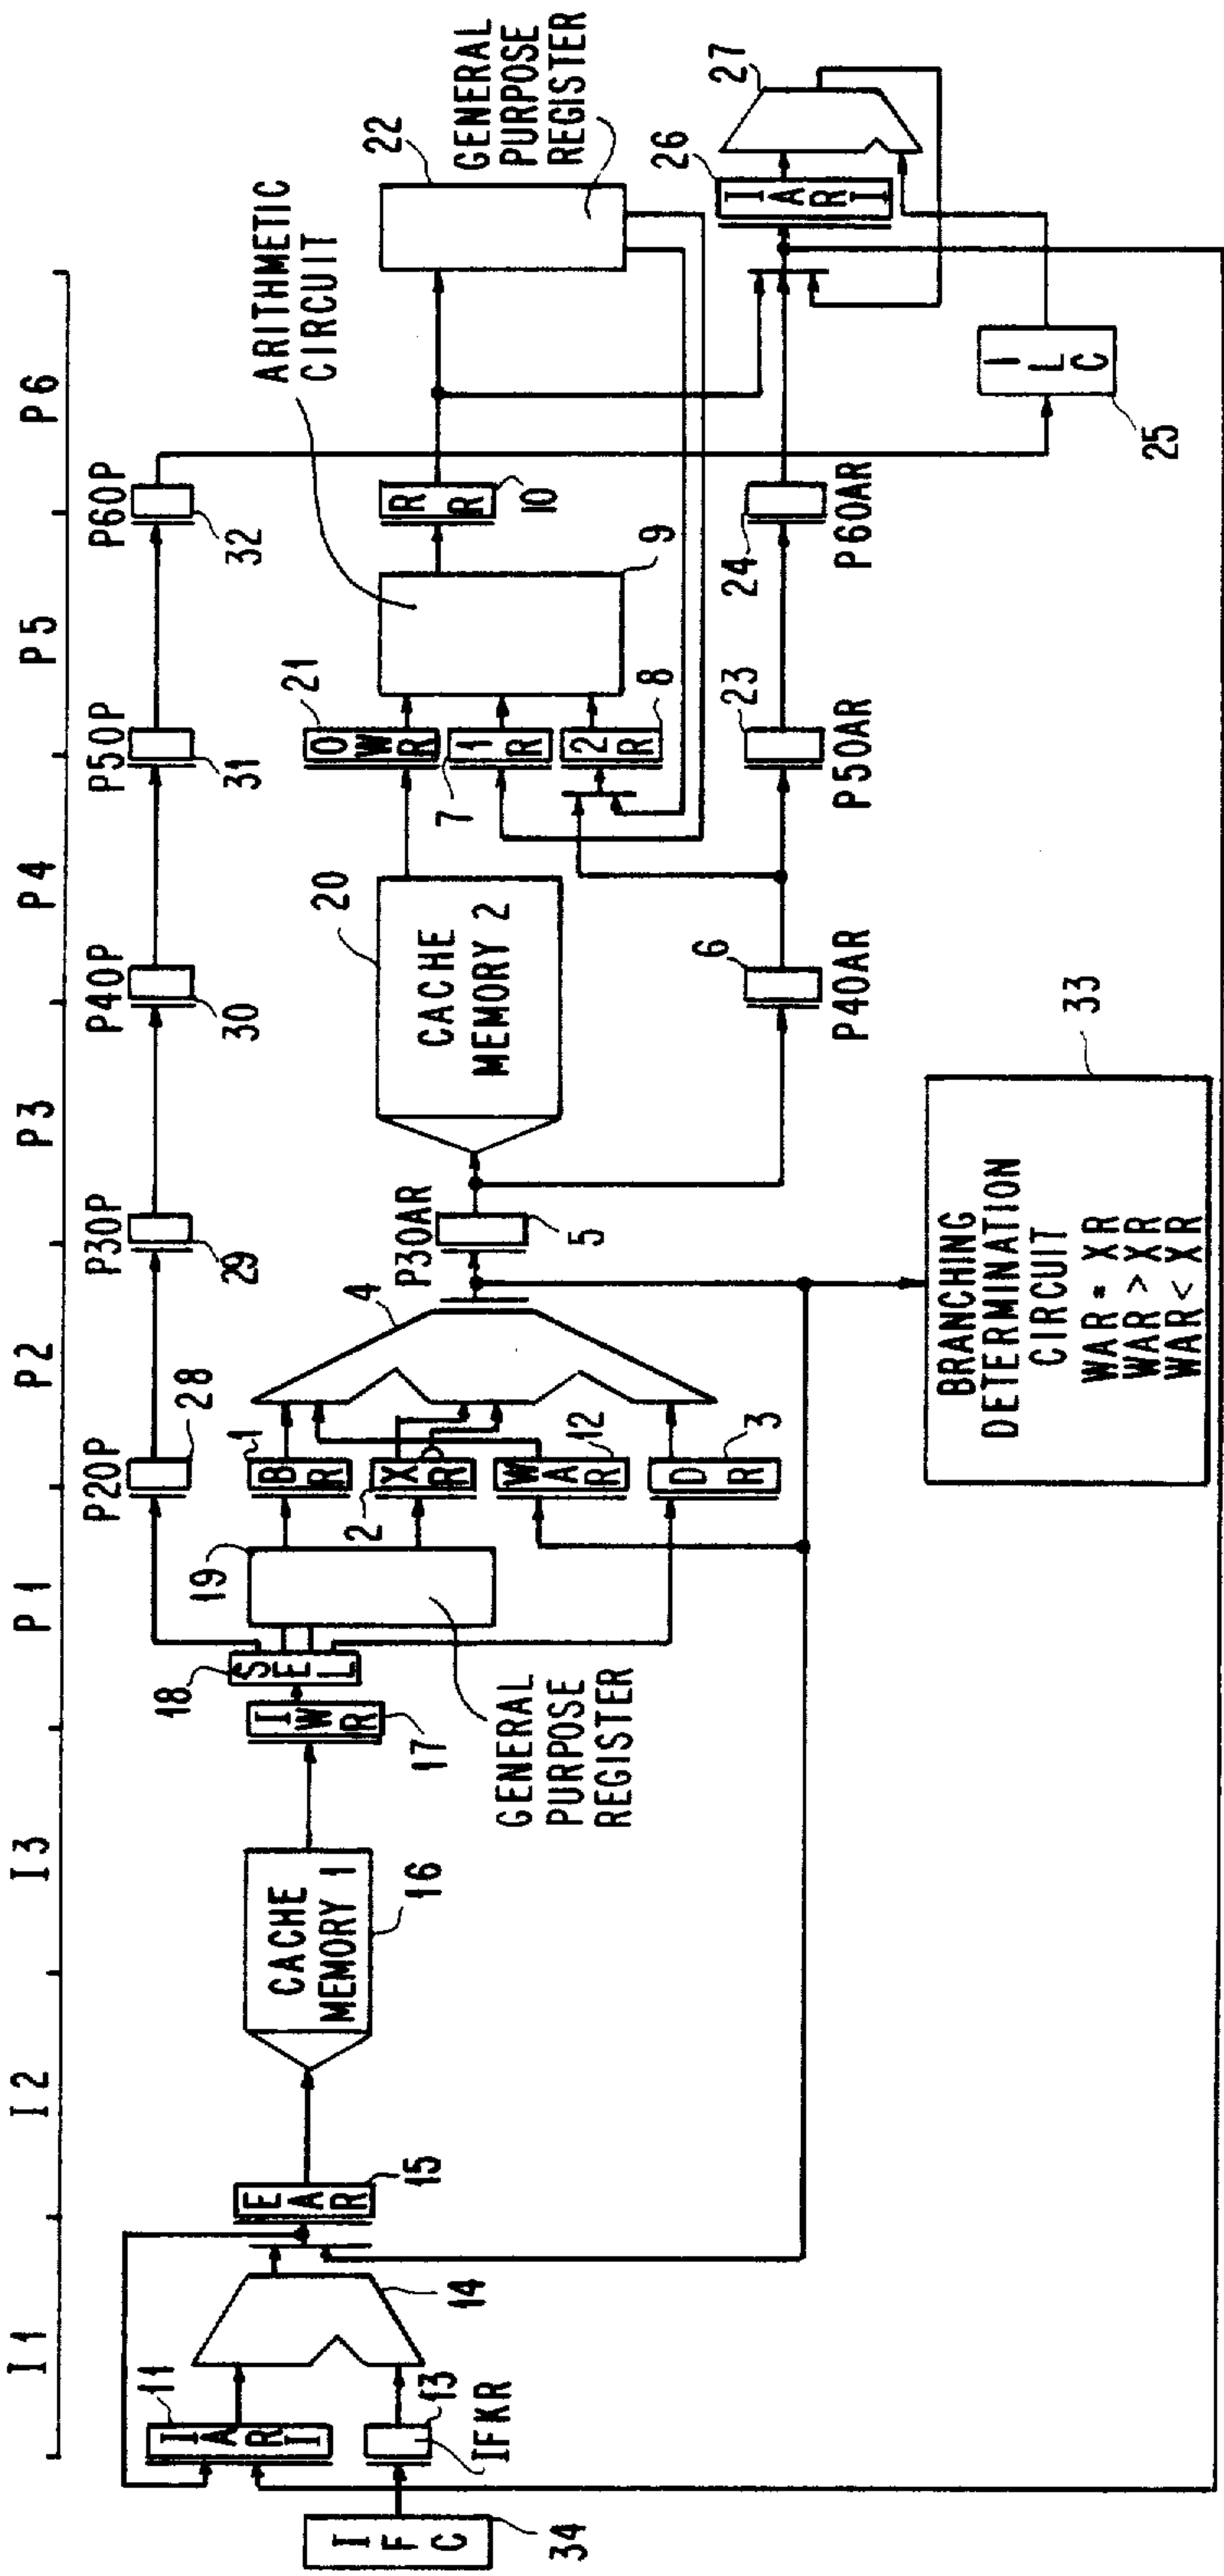 I1
I2
I3
P1
P2
P3
P4
P5
P6
P20P
P30P
P40P
P50P
P60P
28
29
30
31
32
11
IARI
IFC
34
13
IFKR
14
EAR
15
CACHE
MEMORY 1
16
IWR
17
18
SEL
19
GENERAL
PURPOSE
REGISTER
1
BR
2
XR
WAR
12
DR
3
4
P30AR
5
CACHE
MEMORY 2
20
P40AR
6
OWR
21
1R
7
2R
8
P50AR
23
ARITHMETIC
CIRCUIT
9
RR
10
P60AR
24
22
GENERAL
PURPOSE
REGISTER
ILC
25
IARI
26
27
BRANCHING
DETERMINATION
CIRCUIT
WAR = XR
WAR > XR
WAR < XR
33